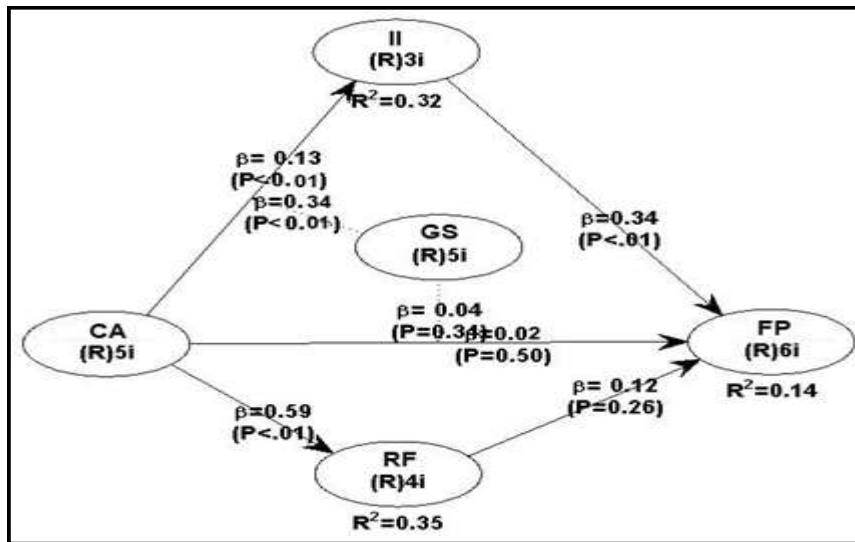 II
(R)3i
R²=0.32
β= 0.13
(P<0.01)
β=0.34
(P<0.01)
GS
(R)5i
β=0.34
(P<.01)
CA
(R)5i
β= 0.04
(P=0.34)
β=0.02
(P=0.50)
FP
(R)6i
R²=0.14
β=0.59
(P<.01)
β= 0.12
(P=0.26)
RF
(R)4i
R²=0.35